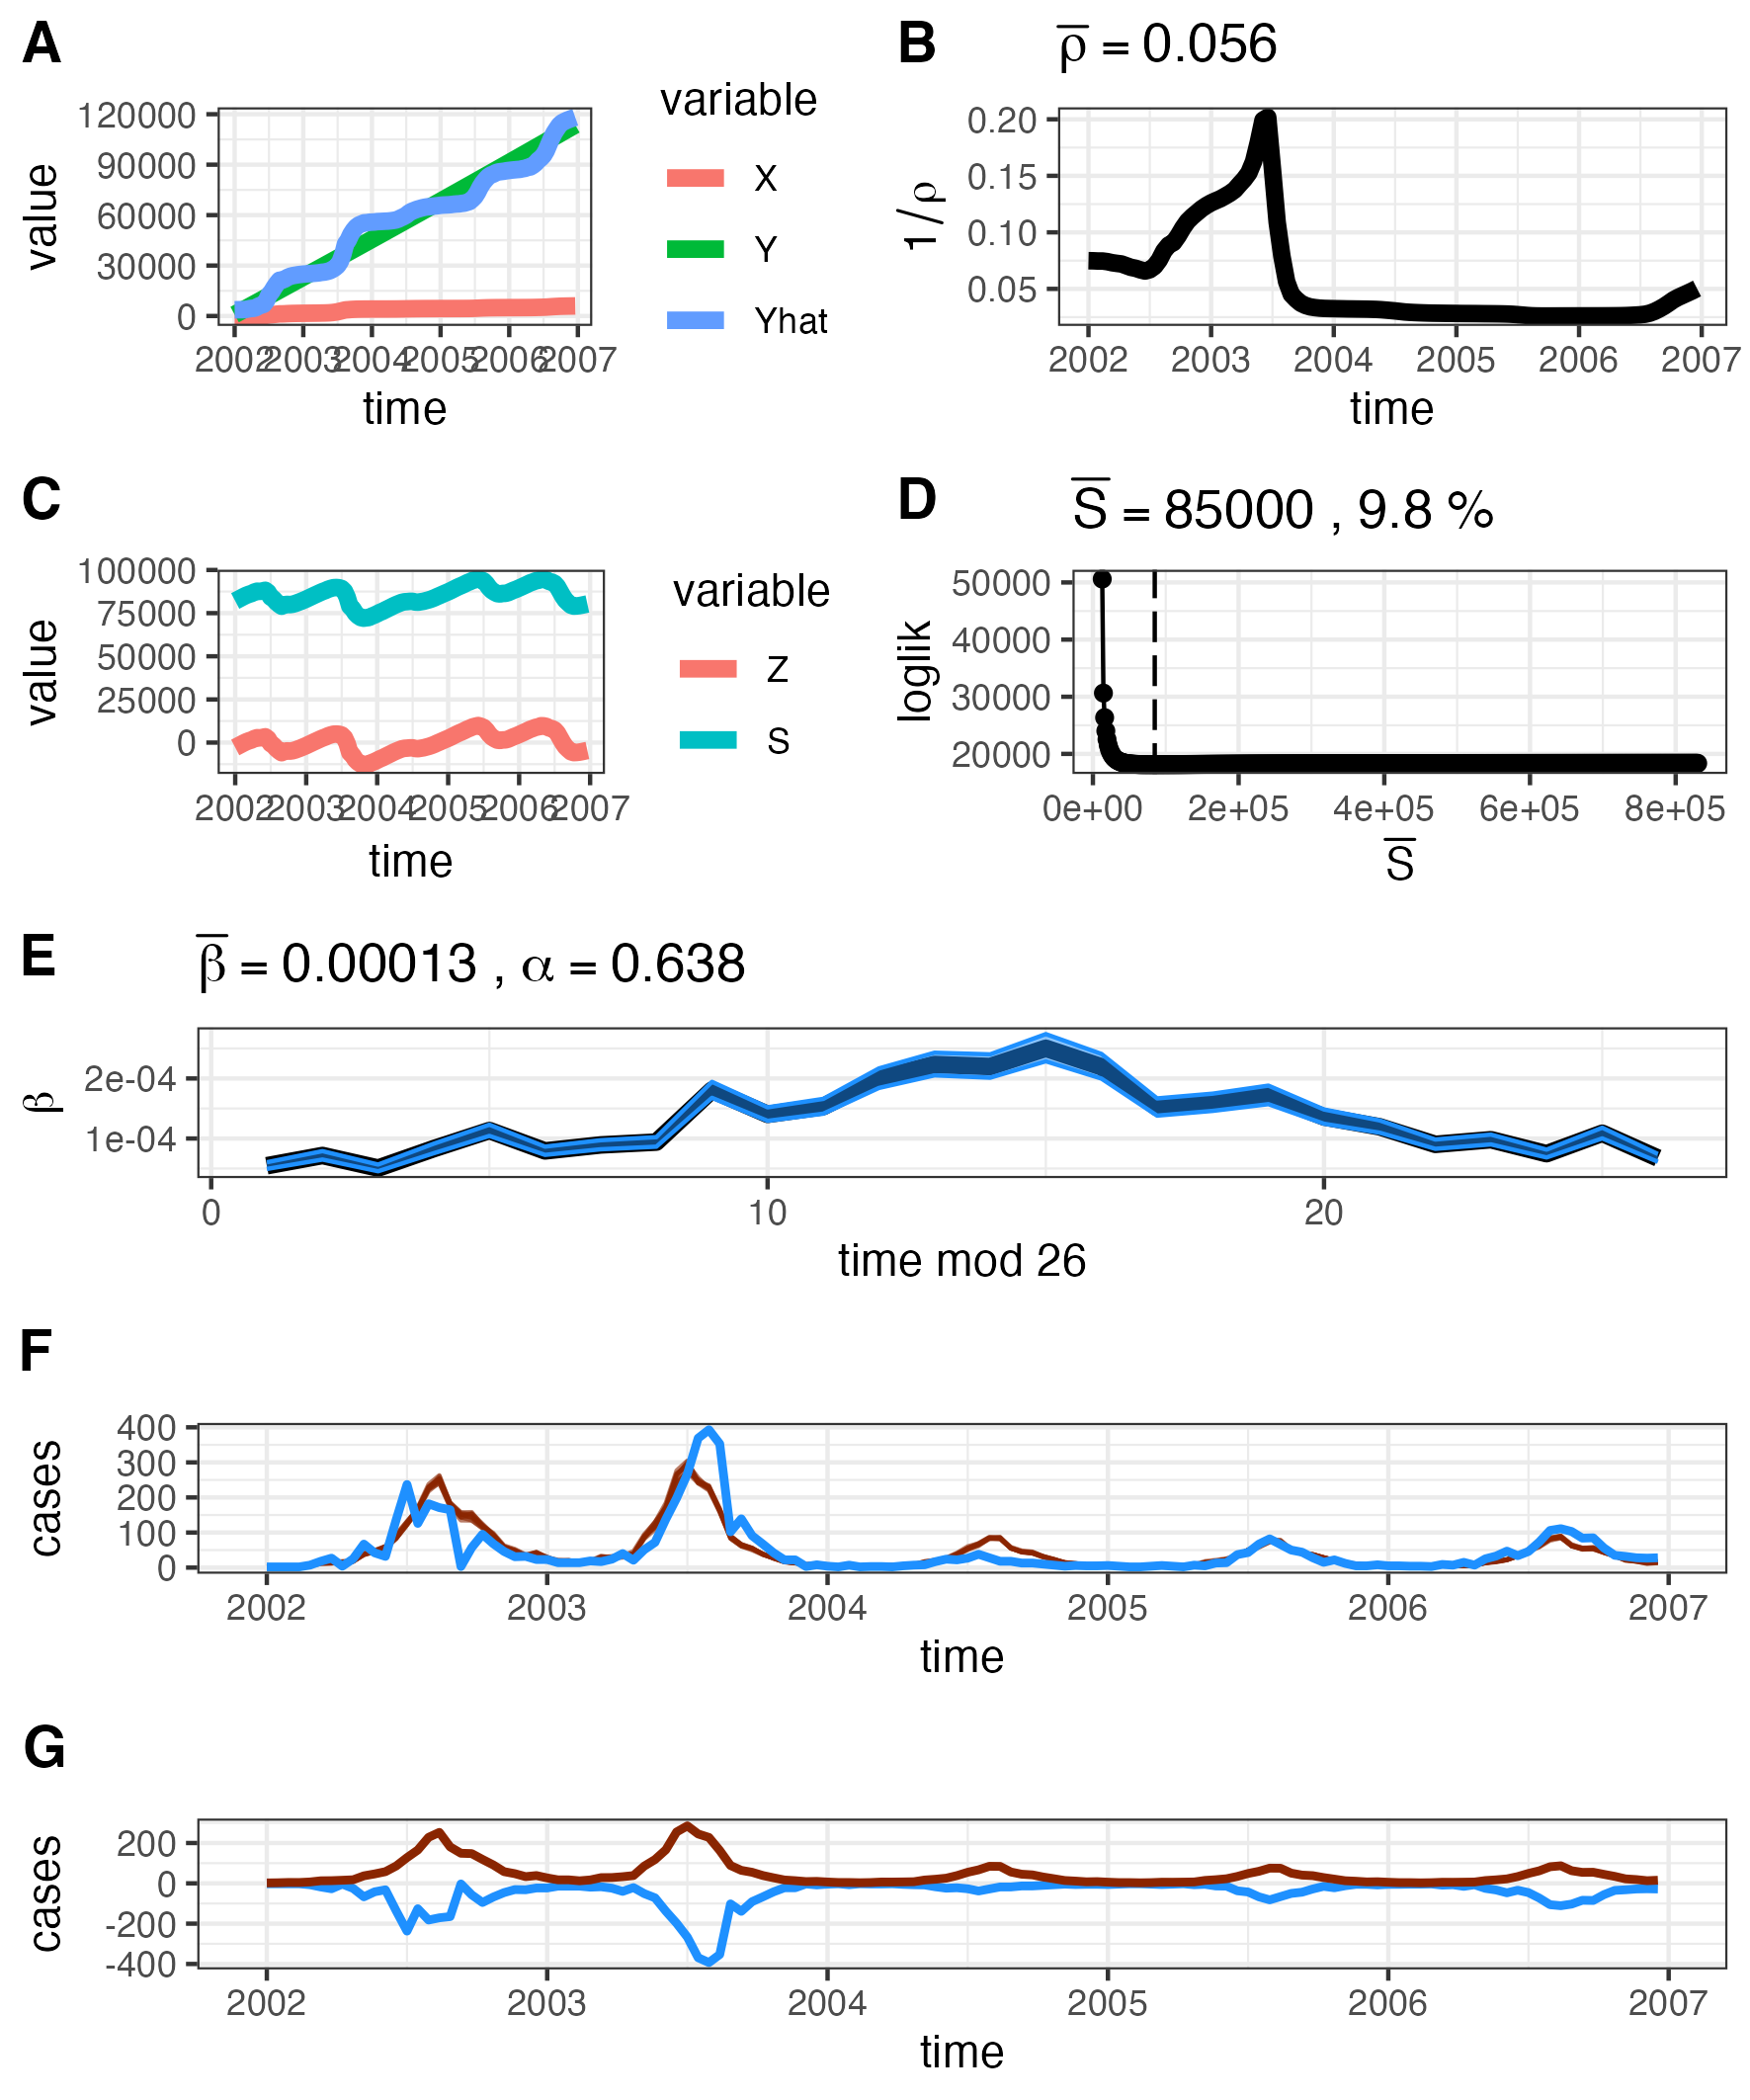 A
variable
X
Y
Yhat
120000
90000
60000
30000
0
value
2002
2003
2004
2005
2006
2007
time
B
ρ̅ = 0.056
0.20
0.15
0.10
0.05
1/ρ
2002
2003
2004
2005
2006
2007
time
C
100000
75000
50000
25000
0
value
2002
2003
2004
2005
2006
2007
time
variable
Z
S
D
S̅ = 85000 , 9.8 %
50000
40000
30000
20000
loglik
0e+00
2e+05
4e+05
6e+05
8e+05
S̅
E
β̅ = 0.00013 , α = 0.638
2e-04
1e-04
β
0
10
20
time mod 26
F
400
300
200
100
0
cases
2002
2003
2004
2005
2006
2007
time
G
200
0
-200
-400
cases
2002
2003
2004
2005
2006
2007
time